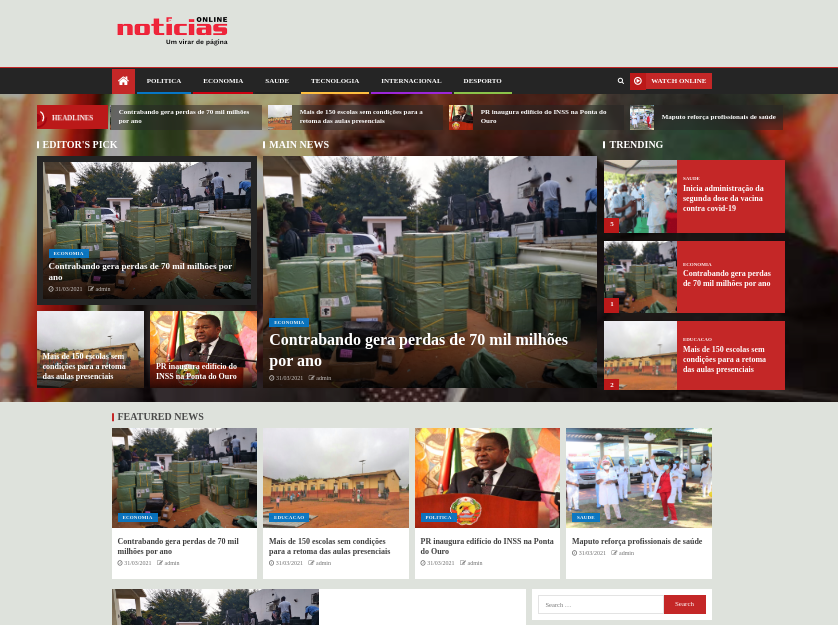 ONLINE
notícias
Um virar de página
POLITICA
ECONOMIA
SAUDE
TECNOLOGIA
INTERNACIONAL
DESPORTO
WATCH ONLINE
HEADLINES
Contrabando gera perdas de 70 mil milhões
por ano
Mais de 150 escolas sem condições para a
retoma das aulas presenciais
PR inaugura edifício do INSS na Ponta do
Ouro
Maputo reforça profissionais de saúde
EDITOR'S PICK
ECONOMIA
Contrabando gera perdas de 70 mil milhões por
ano
31/03/2021 admin
Mais de 150 escolas sem
condições para a retoma
das aulas presenciais
PR inaugura edifício do
INSS na Ponta do Ouro
MAIN NEWS
ECONOMIA
Contrabando gera perdas de 70 mil milhões
por ano
31/03/2021 admin
TRENDING
5
SAUDE
Inicia administração da
segunda dose da vacina
contra covid-19
1
ECONOMIA
Contrabando gera perdas
de 70 mil milhões por ano
2
EDUCACAO
Mais de 150 escolas sem
condições para a retoma
das aulas presenciais
FEATURED NEWS
ECONOMIA
Contrabando gera perdas de 70 mil
milhões por ano
31/03/2021 admin
EDUCACAO
Mais de 150 escolas sem condições
para a retoma das aulas presenciais
31/03/2021 admin
POLITICA
PR inaugura edifício do INSS na Ponta
do Ouro
31/03/2021 admin
SAUDE
Maputo reforça profissionais de saúde
31/03/2021 admin
Search …
Search